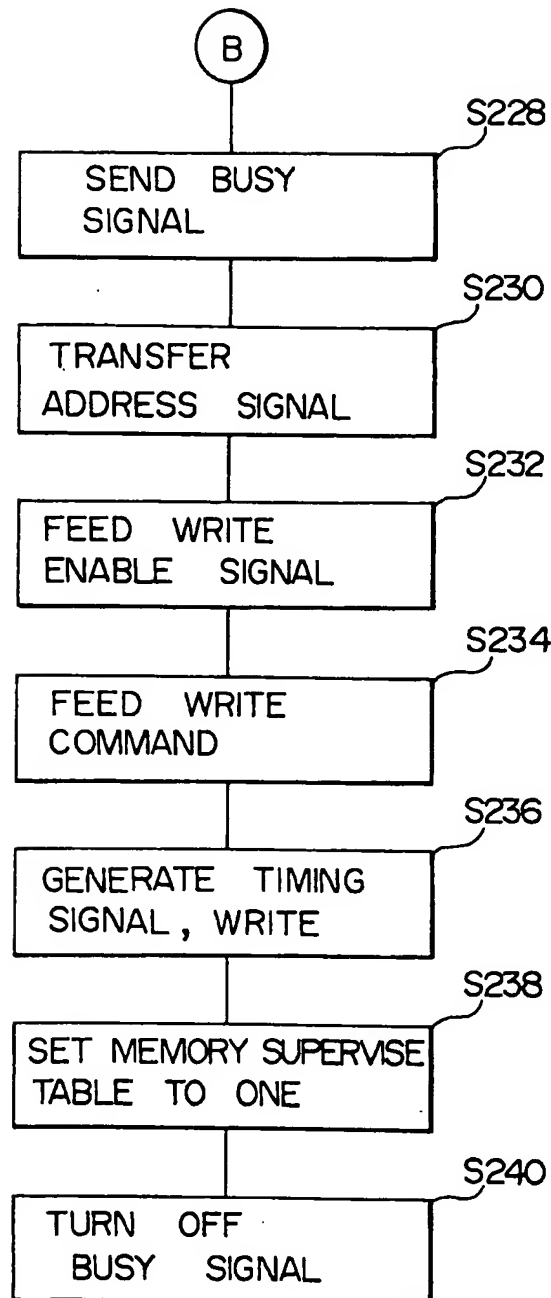 B
S228
SEND BUSY
SIGNAL
S230
TRANSFER
ADDRESS SIGNAL
S232
FEED WRITE
ENABLE SIGNAL
S234
FEED WRITE
COMMAND
S236
GENERATE TIMING
SIGNAL, WRITE
S238
SET MEMORY SUPERVISE
TABLE TO ONE
S240
TURN OFF
BUSY SIGNAL